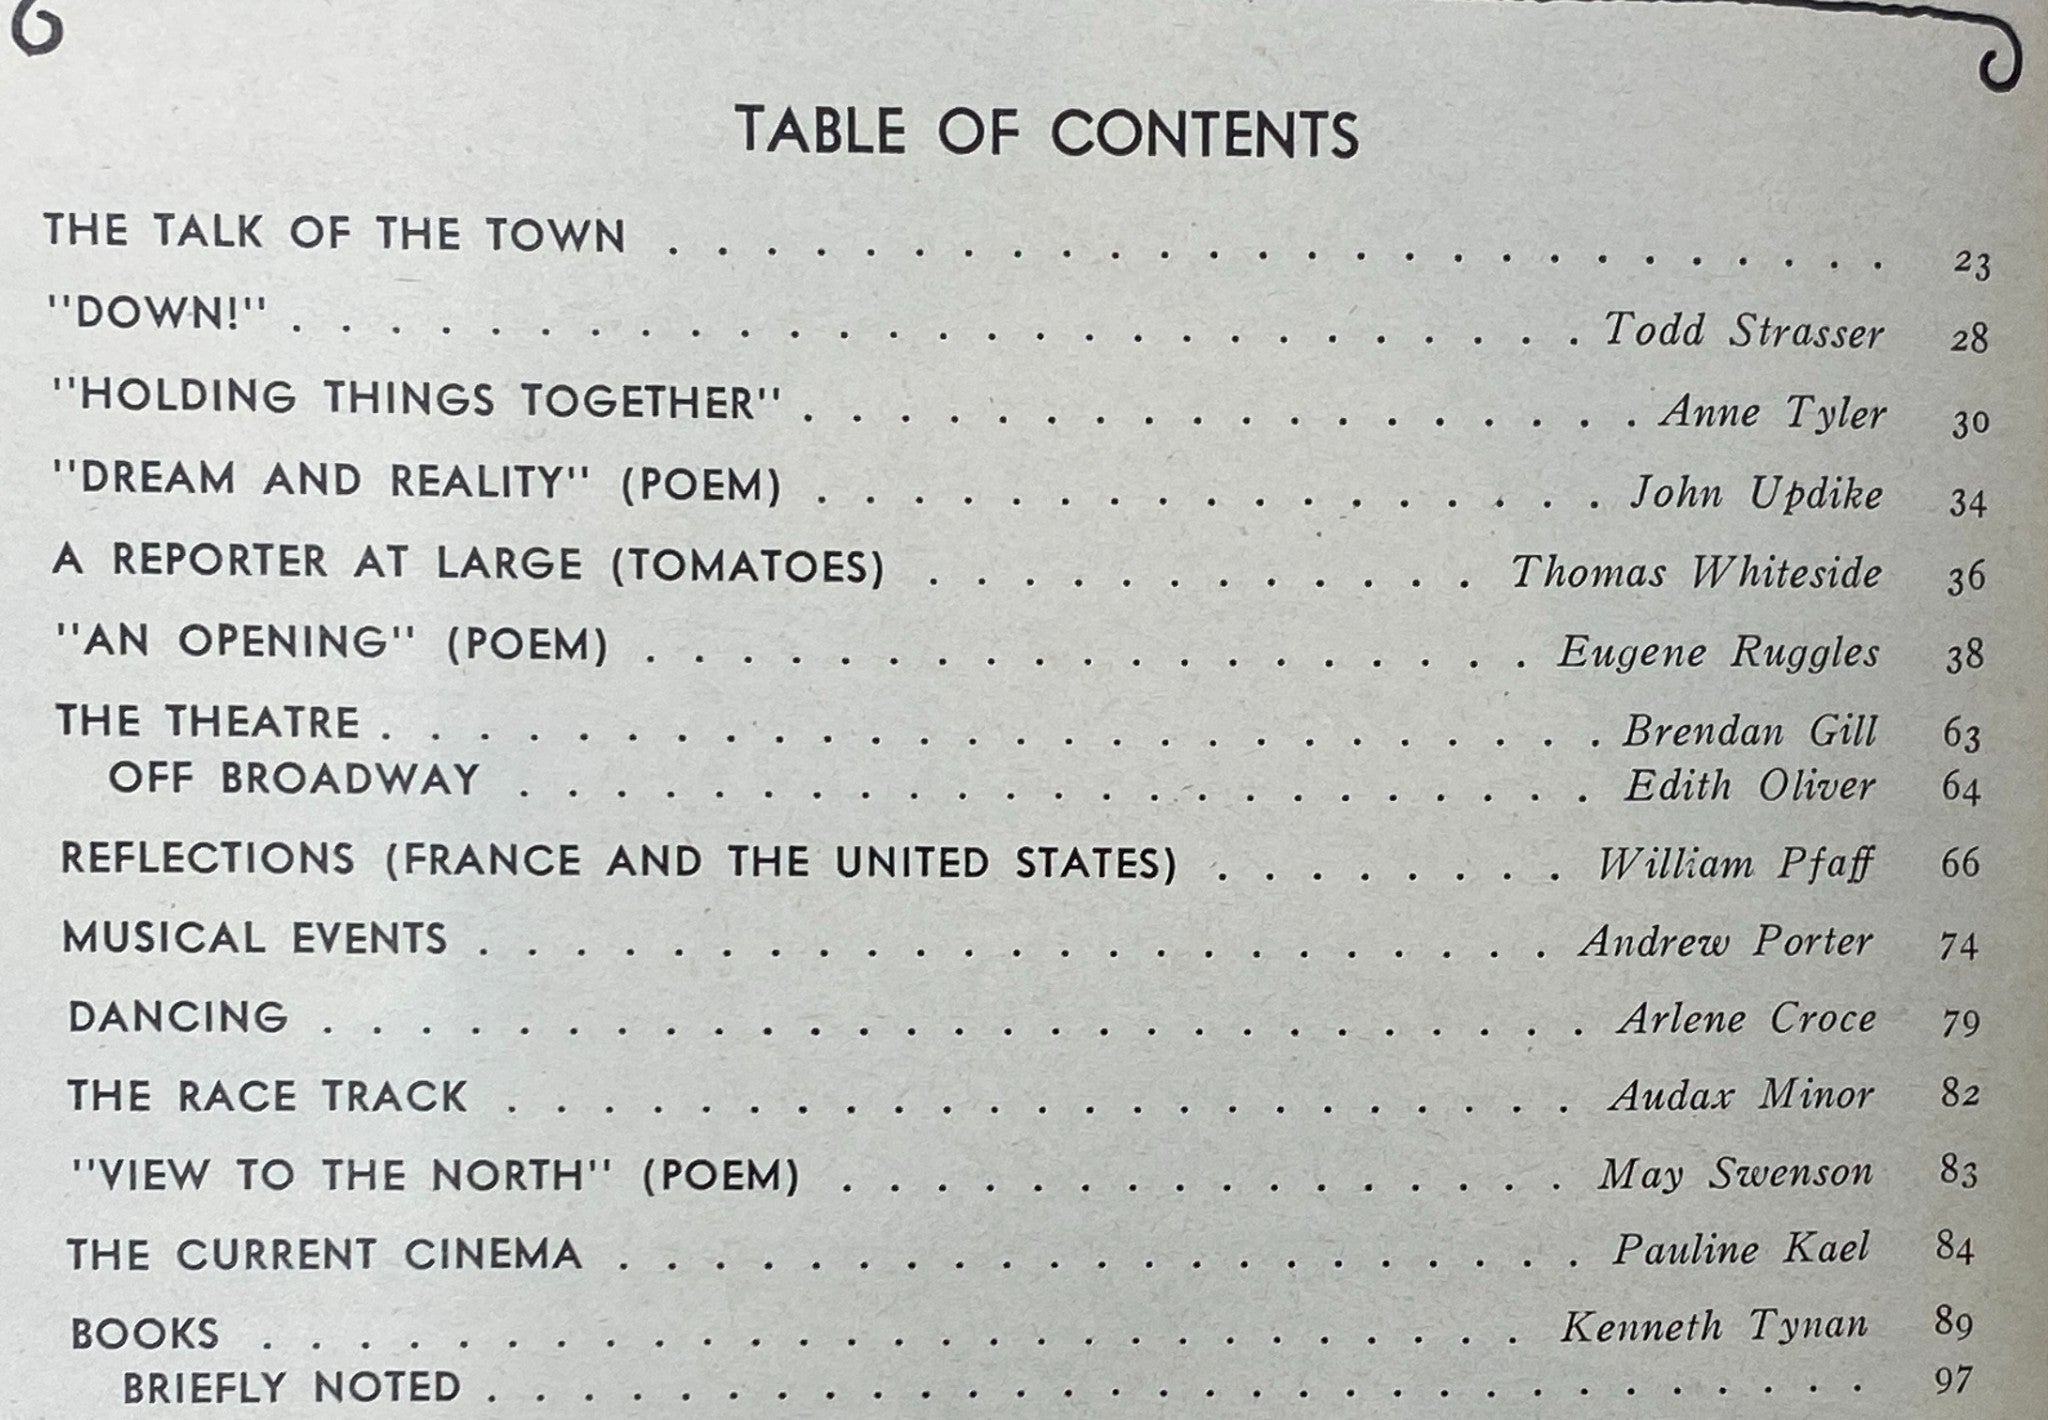 TABLE OF CONTENTS
THE TALK OF THE TOWN . . . . . . . . . . . . . . . . . . . . . . . . . 23
"DOWN!" . . . . . . . . . . . . . . . . . . . . . . . . . . . Todd Strasser 28
"HOLDING THINGS TOGETHER" . . . . . . . . . . . . . . . . . . Anne Tyler 30
"DREAM AND REALITY" (POEM) . . . . . . . . . . . . . . . . . John Updike 34
A REPORTER AT LARGE (TOMATOES) . . . . . . . . . . . . Thomas Whiteside 36
"AN OPENING" (POEM) . . . . . . . . . . . . . . . . . . . Eugene Ruggles 38
THE THEATRE . . . . . . . . . . . . . . . . . . . . . . . . . Brendan Gill 63
OFF BROADWAY . . . . . . . . . . . . . . . . . . . . . . . Edith Oliver 64
REFLECTIONS (FRANCE AND THE UNITED STATES) . . . . . . . . William Pfaff 66
MUSICAL EVENTS . . . . . . . . . . . . . . . . . . . . . . . Andrew Porter 74
DANCING . . . . . . . . . . . . . . . . . . . . . . . . . . Arlene Croce 79
THE RACE TRACK . . . . . . . . . . . . . . . . . . . . . . Audax Minor 82
"VIEW TO THE NORTH" (POEM) . . . . . . . . . . . . . . . . May Swenson 83
THE CURRENT CINEMA . . . . . . . . . . . . . . . . . . . . Pauline Kael 84
BOOKS . . . . . . . . . . . . . . . . . . . . . . . . . . Kenneth Tynan 89
BRIEFLY NOTED . . . . . . . . . . . . . . . . . . . . . . . . . . . . . 97